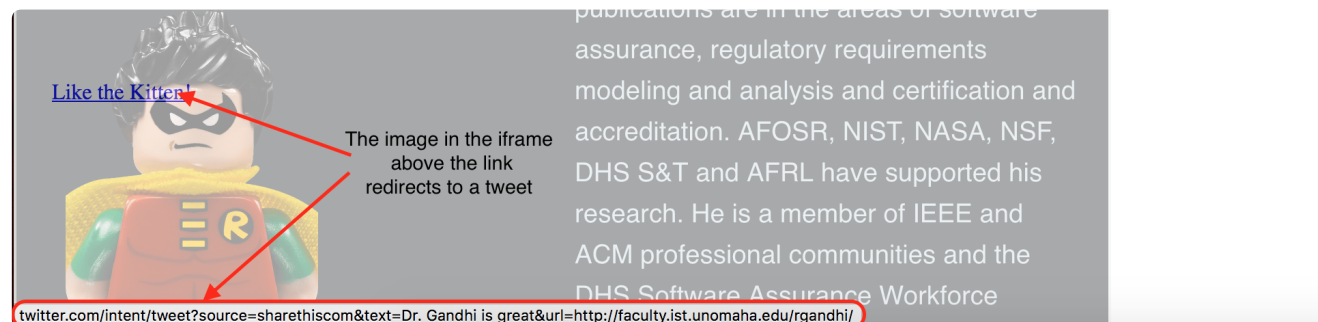 publications are in the areas of software
assurance, regulatory requirements
Like the Kitten!
modeling and analysis and certification and
The image in the iframe
above the link
redirects to a tweet
accreditation. AFOSR, NIST, NASA, NSF,
DHS S&T and AFRL have supported his
research. He is a member of IEEE and
R
ACM professional communities and the
DHS Software Assurance Workforce
twitter.com/intent/tweet?source=sharethiscom&text=Dr. Gandhi is great&url=http://faculty.ist.unomaha.edu/rgandhi/